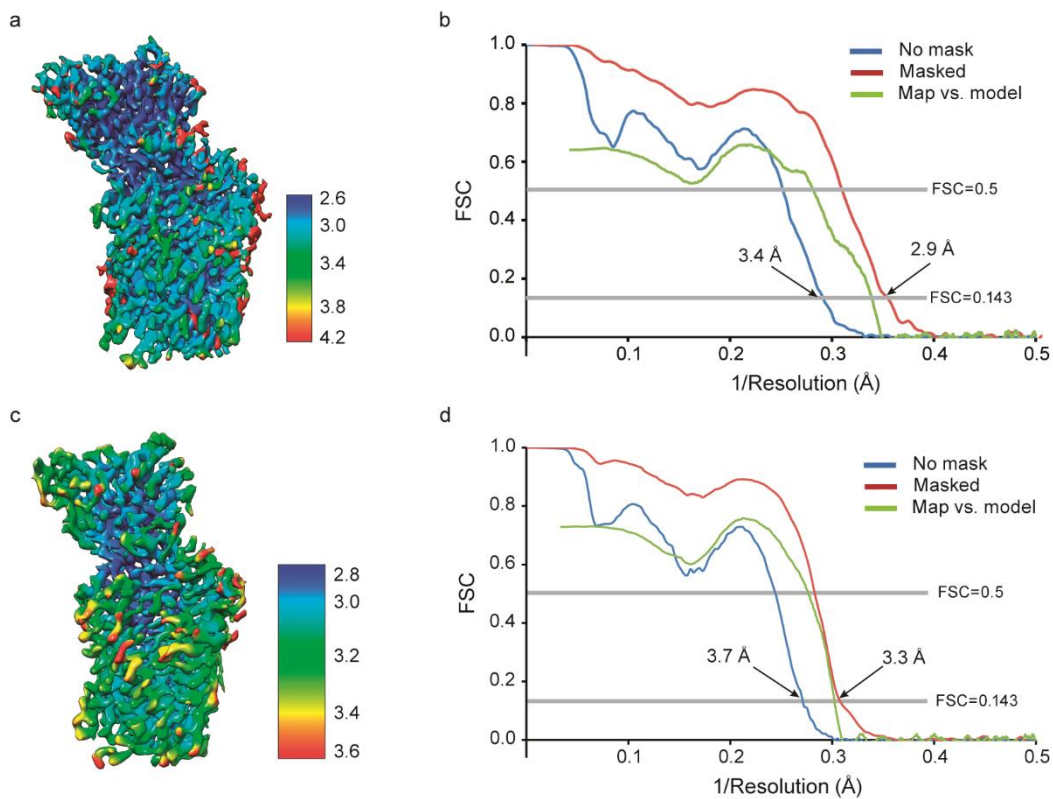 a
2.6
3.0
3.4
3.8
4.2
b
1.0
0.8
0.6
0.4
0.2
0.0
FSC
No mask
Masked
Map vs. model
FSC=0.5
3.4 Å
2.9 Å
FSC=0.143
0.1
0.2
0.3
0.4
0.5
1/Resolution (Å)
c
2.8
3.0
3.2
3.4
3.6
d
1.0
0.8
0.6
0.4
0.2
0.0
FSC
No mask
Masked
Map vs. model
FSC=0.5
3.7 Å
3.3 Å
FSC=0.143
0.1
0.2
0.3
0.4
0.5
1/Resolution (Å)